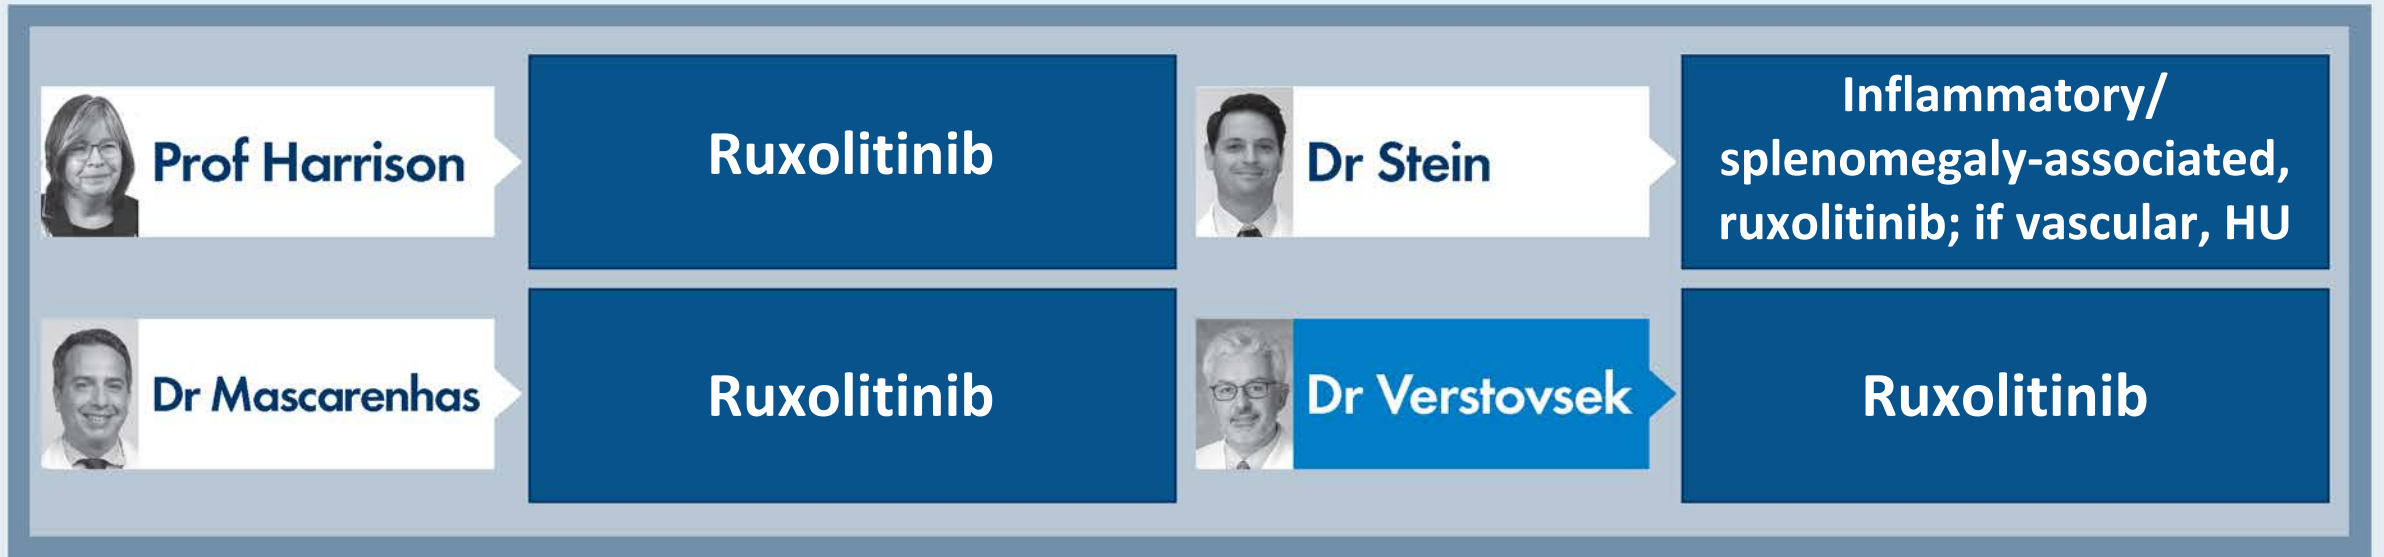 Prof Harrison
Ruxolitinib
Dr Stein
Inflammatory/
splenomegaly-associated,
ruxolitinib; if vascular, HU
Dr Mascarenhas
Ruxolitinib
Dr Verstovsek
Ruxolitinib